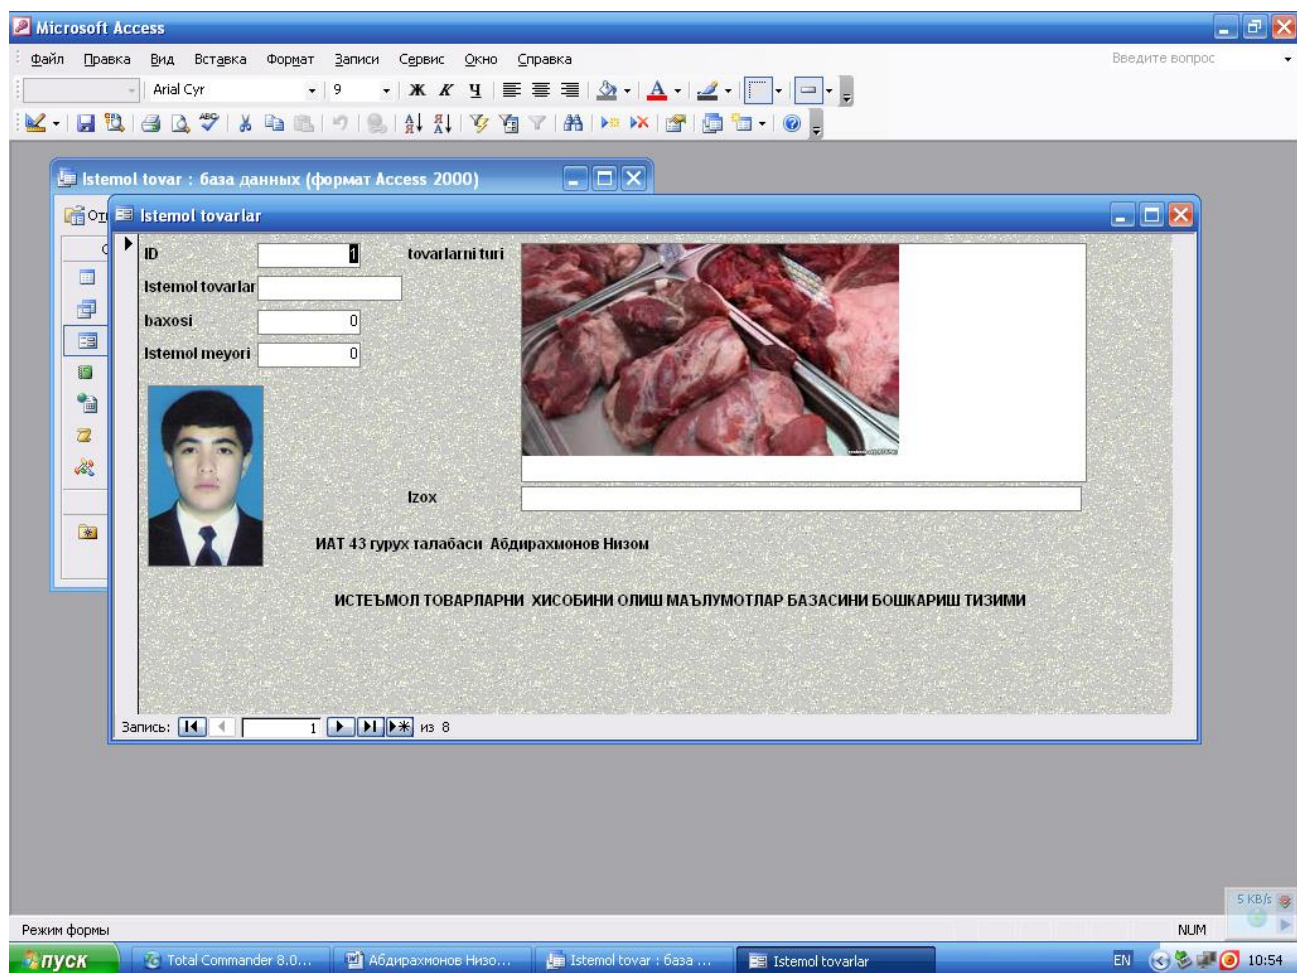 Microsoft Access
Файл Правка Вид Вставка Формат Записи Сервис Окно Справка Введите вопрос
Arial Cyr 9 Ж К Ч
Istemol tovar : база данных (формат Access 2000)
Istemol tovarlar
ID 1 tovarlarni turi
Istemol tovarlar
baxosi 0
Istemol meyori 0
Izox
ИАТ 43 гурух талабаси Абдирахмонов Низом
ИСТЕЪМОЛ ТОВАРЛАРНИ ХИСОБИНИ ОЛИШ МАЪЛУМОТЛАР БАЗАСИНИ БОШКАРИШ ТИЗИМИ
Запись: 1 из 8
5 KB/s
Режим формы NUM
пуск Total Commander 8.0... Абдирахмонов Низо... Istemol tovar : база ... Istemol tovarlar EN 10:54